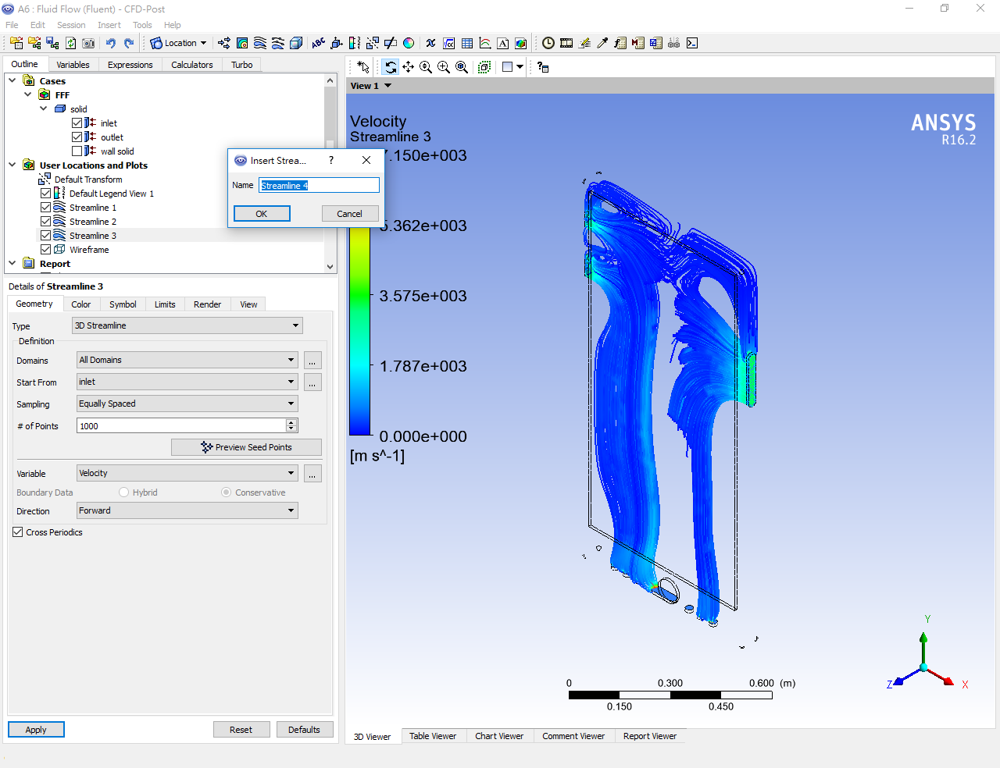 A6 : Fluid Flow (Fluent) - CFD-Post
File Edit Session Insert Tools Help
Location
Outline Variables Expressions Calculators Turbo
Cases
FFF
solid
inlet
outlet
wall solid
User Locations and Plots
Default Transform
Default Legend View 1
Streamline 1
Streamline 2
Streamline 3
Wireframe
Report
Details of Streamline 3
Geometry Color Symbol Limits Render View
Type 3D Streamline
Definition
Domains All Domains ...
Start From inlet ...
Sampling Equally Spaced
# of Points 1000
Preview Seed Points
Variable Velocity ...
Boundary Data Hybrid Conservative
Direction Forward
Cross Periodics
Apply Reset Defaults
Insert Strea... ?
Name Streamline 4
OK Cancel
View 1
Velocity
Streamline 3
.150e+003
.362e+003
3.575e+003
1.787e+003
0.000e+000
[m s^-1]
ANSYS
R16.2
Y
Z X
0 0.300 0.600 (m)
0.150 0.450
3D Viewer Table Viewer Chart Viewer Comment Viewer Report Viewer